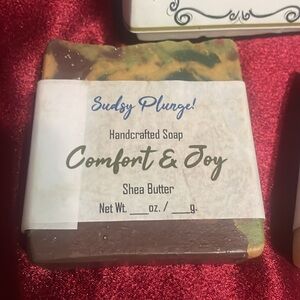 Sudsy Plunge!
Handcrafted Soap
Comfort & Joy
Shea Butter
Net Wt. ___oz. / ___g.